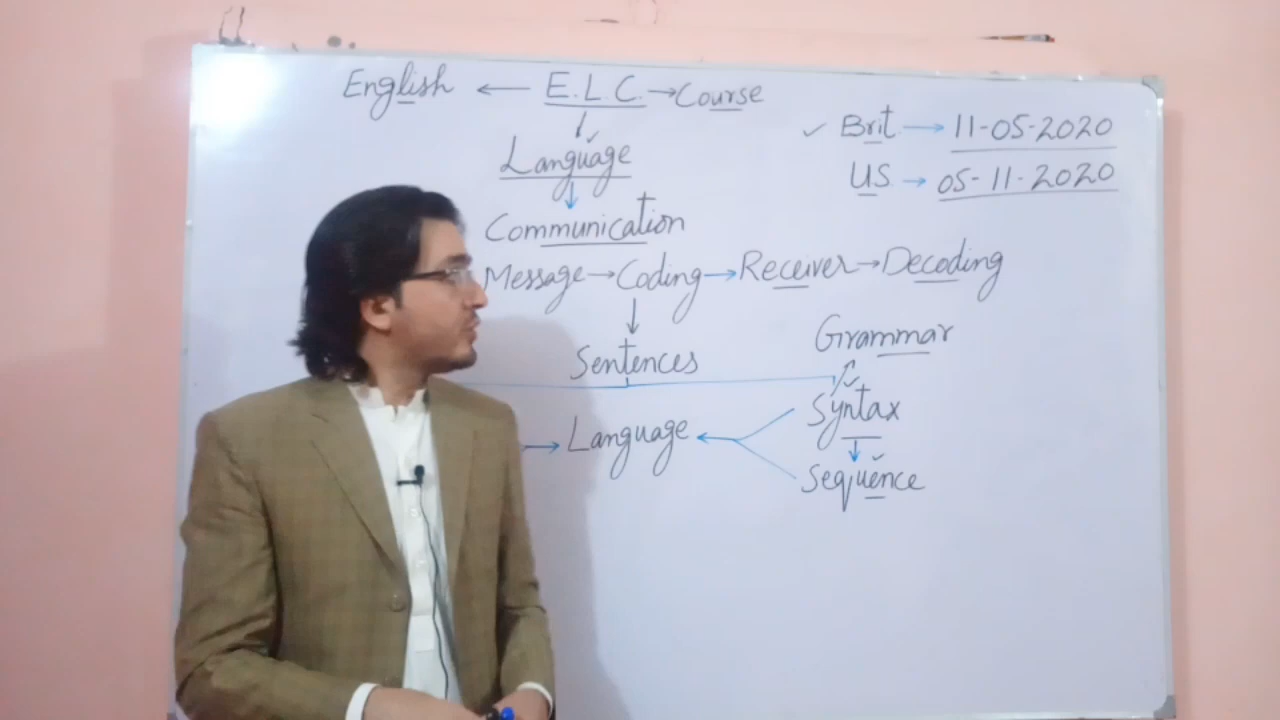 English ← E.L.C. → Course
Language
Communication
Message → Coding → Receiver → Decoding
Sentences
Language
Brit → 11-05-2020
US → 05-11-2020
Grammar
Syntax
Sequence